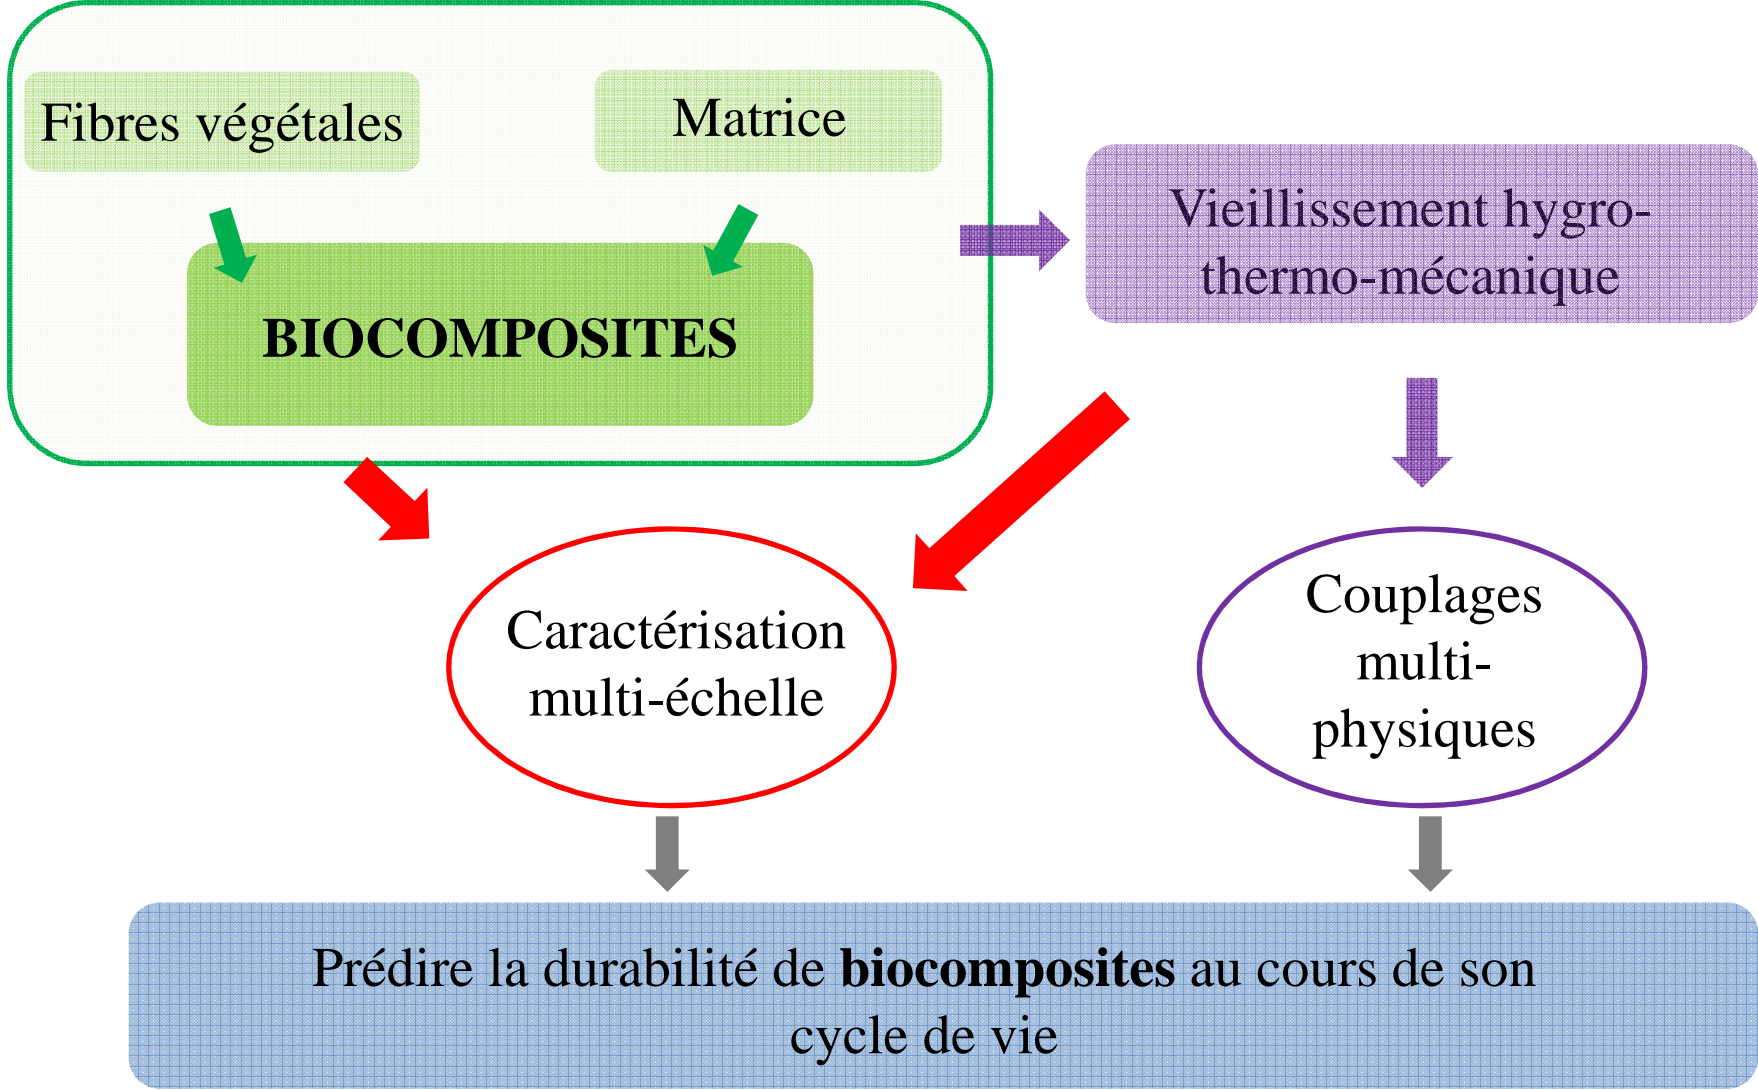 Fibres végétales
Matrice
BIOCOMPOSITES
Vieillissement hygro-
thermo-mécanique
Caractérisation
multi-échelle
Couplages
multi-
physiques
Prédire la durabilité de biocomposites au cours de son
cycle de vie